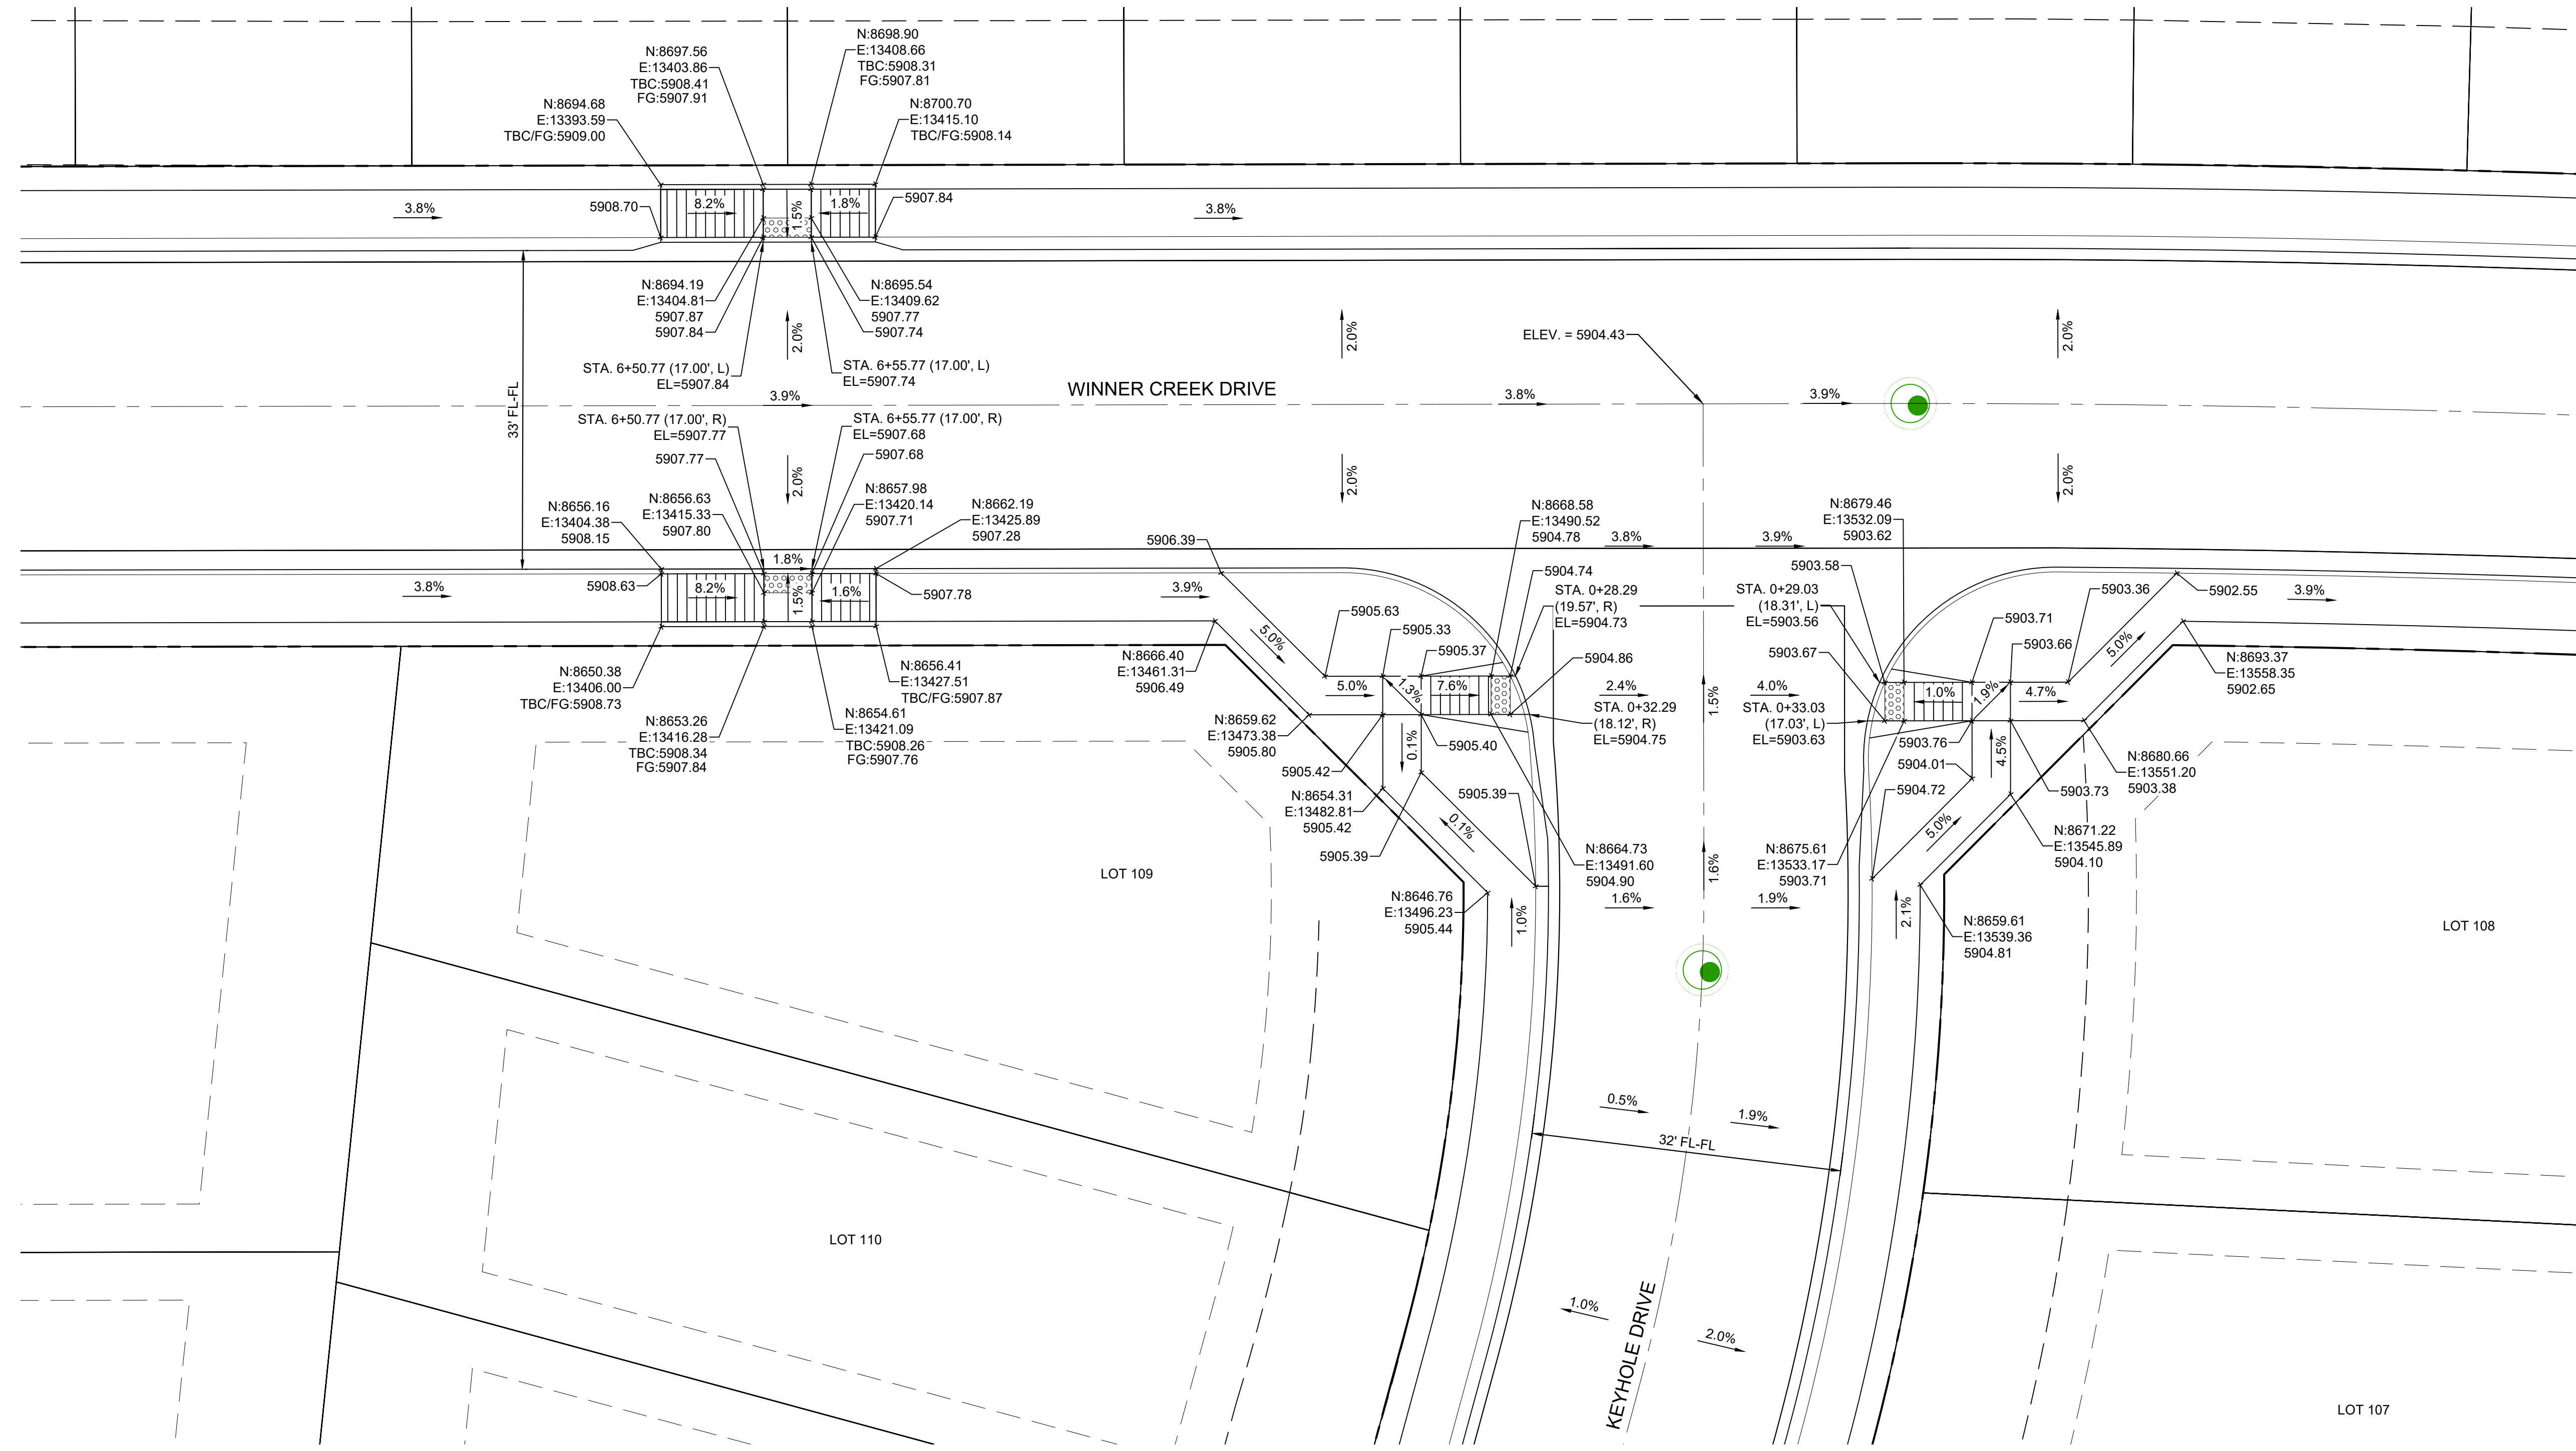 N:8698.90
E:13408.66
TBC:5908.31
FG:5907.81
N:8697.56
E:13403.86
TBC:5908.41
FG:5907.91
N:8694.68
E:13393.59
TBC/FG:5909.00
N:8700.70
E:13415.10
TBC/FG:5908.14
3.8%
5908.70
8.2%
1.5%
1.8%
5907.84
3.8%
N:8694.19
E:13404.81
5907.87
5907.84
N:8695.54
E:13409.62
5907.77
5907.74
2.0%
2.0%
2.0%
STA. 6+50.77 (17.00', L)
EL=5907.84
STA. 6+55.77 (17.00', L)
EL=5907.74
ELEV. = 5904.43
33' FL-FL
3.9%
WINNER CREEK DRIVE
3.8%
3.9%
STA. 6+50.77 (17.00', R)
EL=5907.77
STA. 6+55.77 (17.00', R)
EL=5907.68
5907.77
5907.68
2.0%
2.0%
2.0%
N:8656.16
E:13404.38
5908.15
N:8656.63
E:13415.33
5907.80
N:8657.98
E:13420.14
5907.71
N:8662.19
E:13425.89
5907.28
5906.39
N:8668.58
E:13490.52
5904.78
3.8%
3.9%
N:8679.46
E:13532.09
5903.62
3.8%
5908.63
8.2%
1.8%
1.5%
1.6%
5907.78
3.9%
5904.74
STA. 0+28.29
(19.57', R)
EL=5904.73
5903.58
STA. 0+29.03
(18.31', L)
EL=5903.56
5903.36
5902.55
3.9%
5905.63
5905.33
5905.37
5904.86
5903.67
5903.71
5903.66
5.0%
5.0%
N:8650.38
E:13406.00
TBC/FG:5908.73
N:8653.26
E:13416.28
TBC:5908.34
FG:5907.84
N:8654.61
E:13421.09
TBC:5908.26
FG:5907.76
N:8656.41
E:13427.51
TBC/FG:5907.87
N:8666.40
E:13461.31
5906.49
N:8693.37
E:13558.35
5902.65
5.0%
1.3%
7.6%
2.4%
1.5%
4.0%
1.0%
1.9%
4.7%
STA. 0+32.29
(18.12', R)
EL=5904.75
STA. 0+33.03
(17.03', L)
EL=5903.63
N:8659.62
E:13473.38
5905.80
0.1%
5905.40
5903.76
4.5%
5905.42
5904.01
N:8680.66
E:13551.20
5903.38
N:8654.31
E:13482.81
5905.42
5905.39
5904.72
5903.73
0.1%
5.0%
5905.39
N:8664.73
E:13491.60
5904.90
1.6%
N:8675.61
E:13533.17
5903.71
N:8671.22
E:13545.89
5904.10
LOT 109
N:8646.76
E:13496.23
5905.44
1.0%
1.6%
1.9%
2.1%
N:8659.61
E:13539.36
5904.81
LOT 108
0.5%
1.9%
32' FL-FL
LOT 110
1.0%
2.0%
KEYHOLE DRIVE
LOT 107